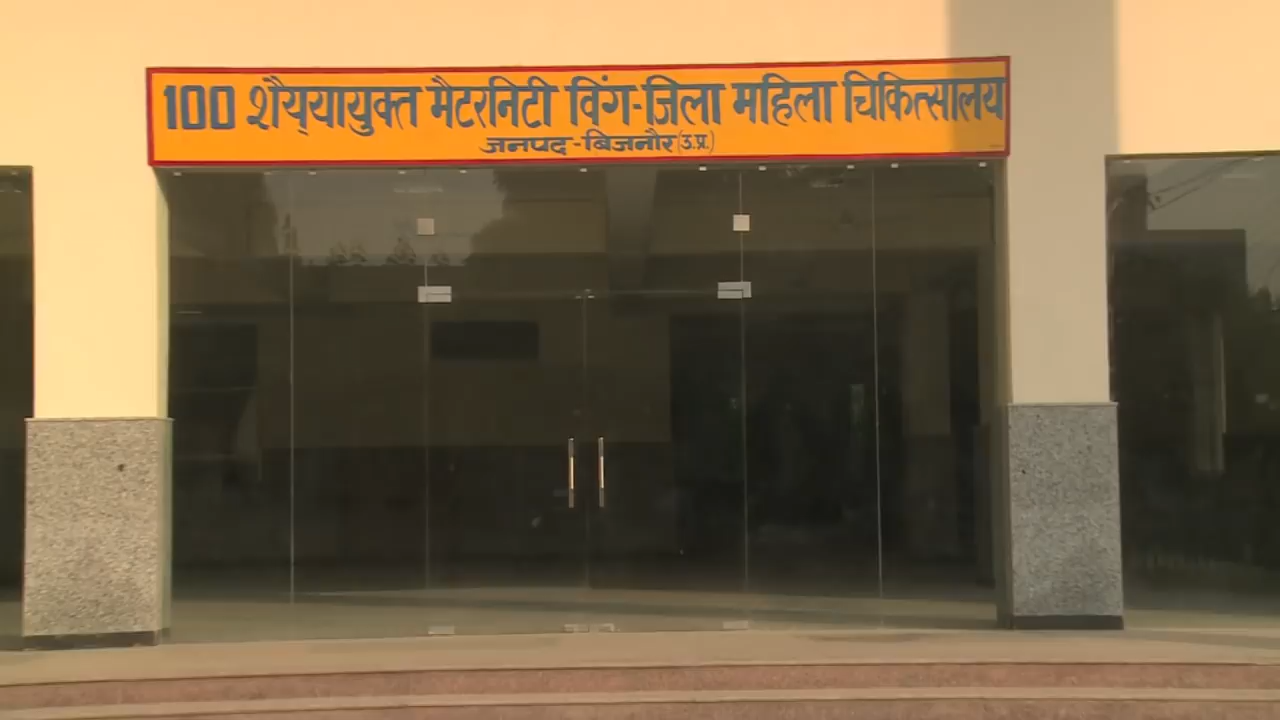 100 शैय्यायुक्त मैटरनिटी विंग-जिला महिला चिकित्सालय
जनपद-बिजनौर (उ.प्र.)